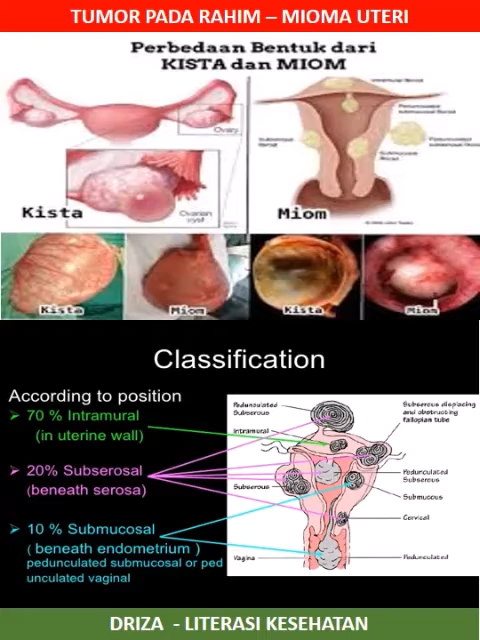 TUMOR PADA RAHIM – MIOMA UTERI
Perbedaan Bentuk dari
KISTA dan MIOM
Ovary
Ovarian
cyst
Kista
Miom
Kista
Miom
Kista
Miom
Classification
According to position
➢ 70 % Intramural
(in uterine wall)
➢ 20% Subserosal
(beneath serosa)
➢ 10 % Submucosal
( beneath endometrium )
pedunculated submucosal or ped
unculated vaginal
Pedunculated
Subserous
Intramural
Subserous
Vagina
Subserous displacing
and obstructing
fallopian tube
Pedunculated
Subserous
Submucous
Cervical
Pedunculated
DRIZA - LITERASI KESEHATAN